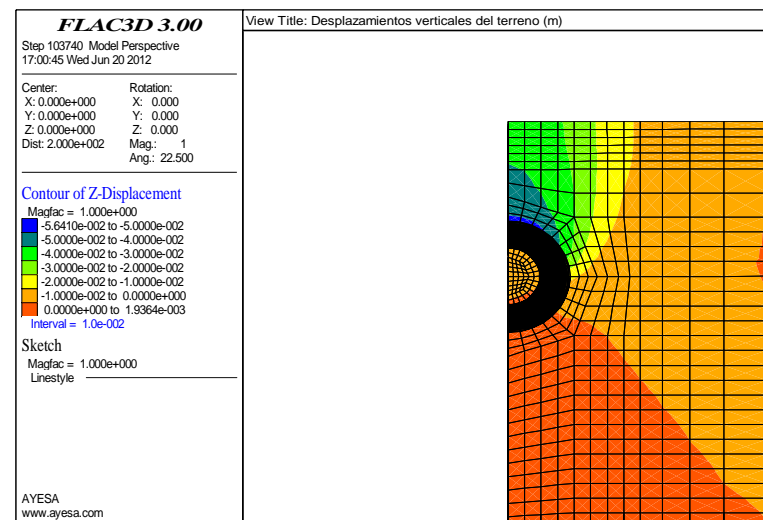 FLAC3D 3.00
View Title: Desplazamientos verticales del terreno (m)
Step 103740 Model Perspective
17:00:45 Wed Jun 20 2012
Center: Rotation:
X: 0.000e+000 X: 0.000
Y: 0.000e+000 Y: 0.000
Z: 0.000e+000 Z: 0.000
Dist: 2.000e+002 Mag.: 1
Ang.: 22.500
Contour of Z-Displacement
Magfac = 1.000e+000
-5.6410e-002 to -5.0000e-002
-5.0000e-002 to -4.0000e-002
-4.0000e-002 to -3.0000e-002
-3.0000e-002 to -2.0000e-002
-2.0000e-002 to -1.0000e-002
-1.0000e-002 to 0.0000e+000
0.0000e+000 to 1.9364e-003
Interval = 1.0e-002
Sketch
Magfac = 1.000e+000
Linestyle
AYESA
www.ayesa.com